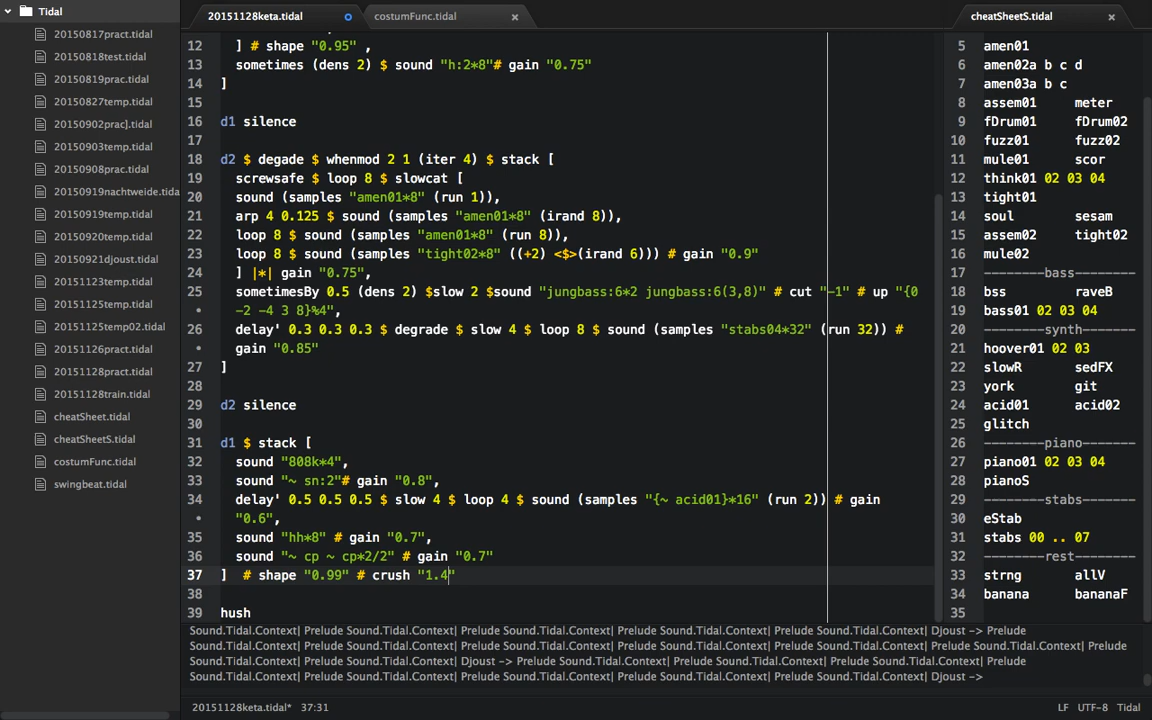 Tidal
20150817pract.tidal
20150818test.tidal
20150819prac.tidal
20150827temp.tidal
20150902prac].tidal
20150903temp.tidal
20150908prac.tidal
20150919nachtweide.tida
20150919temp.tidal
20150920temp.tidal
20150921djoust.tidal
20151123temp.tidal
20151125temp.tidal
20151125temp02.tidal
20151126pract.tidal
20151128pract.tidal
20151128train.tidal
cheatSheet.tidal
cheatSheetS.tidal
costumFunc.tidal
swingbeat.tidal
20151128keta.tidal
costumFunc.tidal
12 ] # shape "0.95" ,
13 sometimes (dens 2) $ sound "h:2*8"# gain "0.75"
14 ]
15
16 d1 silence
17
18 d2 $ degade $ whenmod 2 1 (iter 4) $ stack [
19 screwsafe $ loop 8 $ slowcat [
20 sound (samples "amen01*8" (run 1)),
21 arp 4 0.125 $ sound (samples "amen01*8" (irand 8)),
22 loop 8 $ sound (samples "amen01*8" (run 8)),
23 loop 8 $ sound (samples "tight02*8" ((+2) <$>(irand 6))) # gain "0.9"
24 ] |*| gain "0.75",
25 sometimesBy 0.5 (dens 2) $slow 2 $sound "jungbass:6*2 jungbass:6(3,8)" # cut "-1" # up "{0
• -2 -4 3 8}%4",
26 delay' 0.3 0.3 0.3 $ degrade $ slow 4 $ loop 8 $ sound (samples "stabs04*32" (run 32)) #
• gain "0.85"
27 ]
28
29 d2 silence
30
31 d1 $ stack [
32 sound "808k*4",
33 sound "~ sn:2"# gain "0.8",
34 delay' 0.5 0.5 0.5 $ slow 4 $ loop 4 $ sound (samples "{~ acid01}*16" (run 2)) # gain
• "0.6",
35 sound "hh*8" # gain "0.7",
36 sound "~ cp ~ cp*2/2" # gain "0.7"
37 ]  # shape "0.99" # crush "1.4"
38
39 hush
cheatSheetS.tidal
5 amen01
6 amen02a b c d
7 amen03a b c
8 assem01 meter
9 fDrum01 fDrum02
10 fuzz01 fuzz02
11 mule01 scor
12 think01 02 03 04
13 tight01
14 soul sesam
15 assem02 tight02
16 mule02
17 --------bass-------
18 bss raveB
19 bass01 02 03 04
20 --------synth------
21 hoover01 02 03
22 slowR sedFX
23 york git
24 acid01 acid02
25 glitch
26 --------piano------
27 piano01 02 03 04
28 pianoS
29 --------stabs------
30 eStab
31 stabs 00 .. 07
32 --------rest-------
33 strng allV
34 banana bananaF
35
Sound.Tidal.Context| Prelude Sound.Tidal.Context| Prelude Sound.Tidal.Context| Prelude Sound.Tidal.Context| Prelude Sound.Tidal.Context| Djoust -> Prelude
Sound.Tidal.Context| Prelude Sound.Tidal.Context| Prelude Sound.Tidal.Context| Prelude Sound.Tidal.Context| Prelude Sound.Tidal.Context| Prelude
Sound.Tidal.Context| Djoust -> Prelude Sound.Tidal.Context| Prelude Sound.Tidal.Context| Prelude Sound.Tidal.Context| Prelude
Sound.Tidal.Context| Prelude Sound.Tidal.Context| Prelude Sound.Tidal.Context| Prelude Sound.Tidal.Context| Prelude Sound.Tidal.Context| Djoust ->
20151128keta.tidal* 37:31
LF UTF-8 Tidal